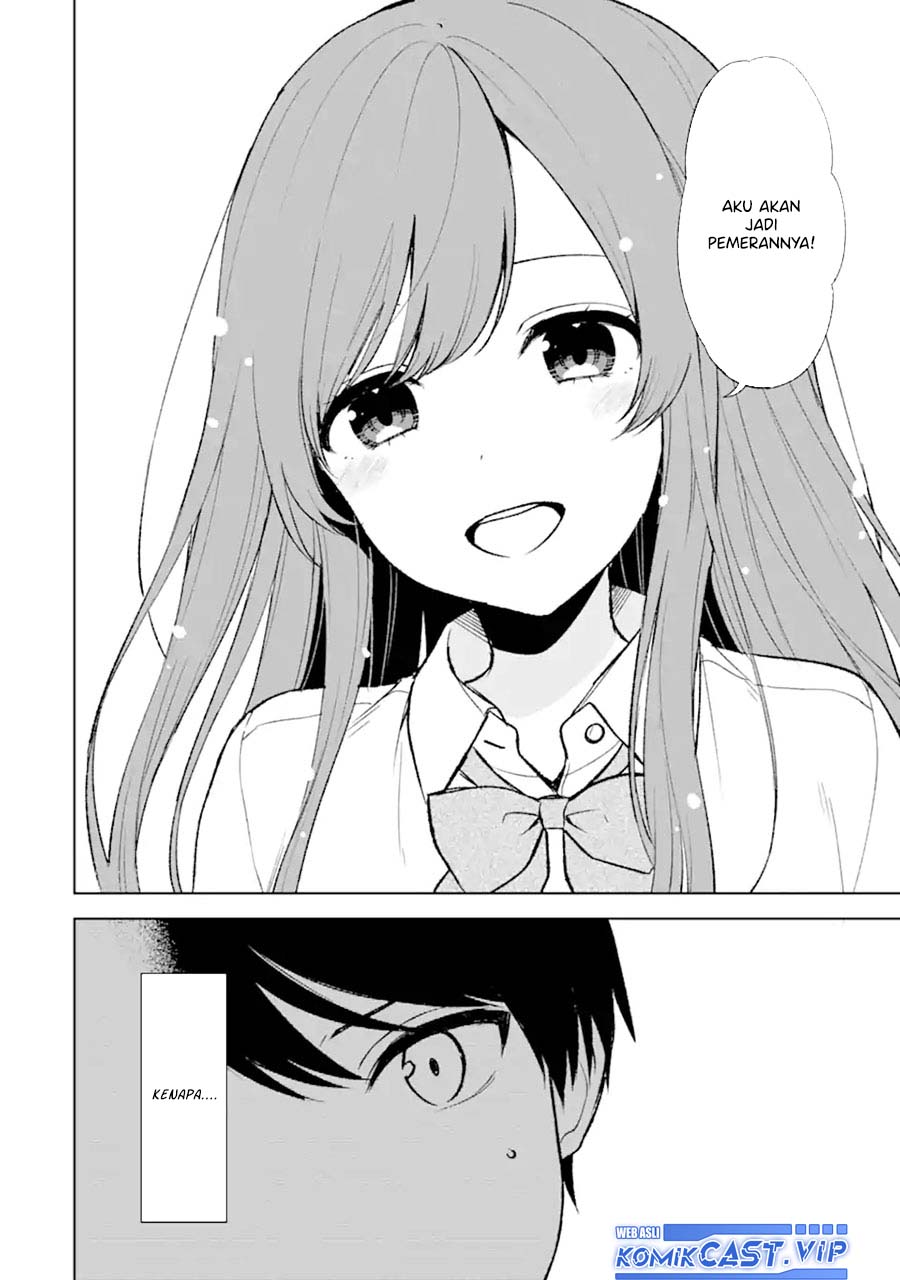 AKU AKAN
JADI
PEMERANNYA!
KENAPA....
WEB ASLI
KOMIKCAST.VIP